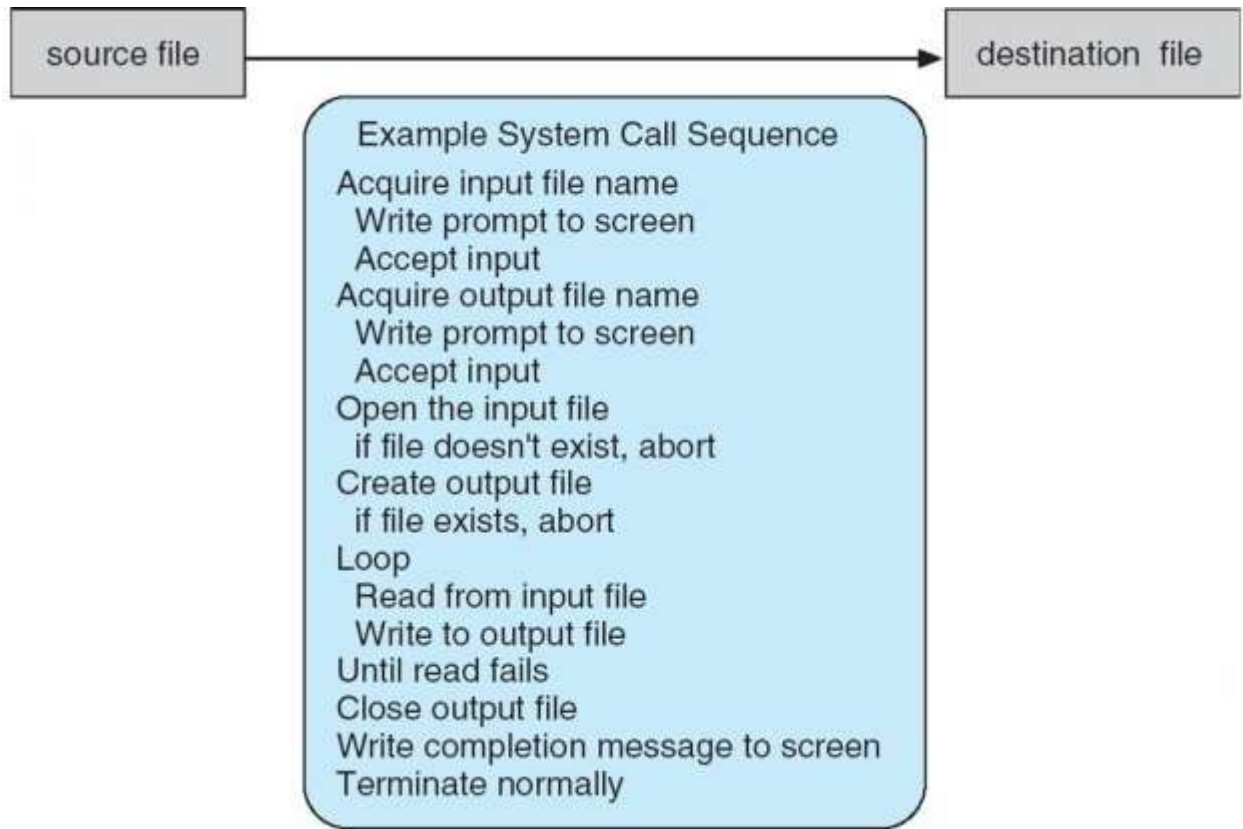 source file
destination file
Example System Call Sequence
Acquire input file name
Write prompt to screen
Accept input
Acquire output file name
Write prompt to screen
Accept input
Open the input file
if file doesn't exist, abort
Create output file
if file exists, abort
Loop
Read from input file
Write to output file
Until read fails
Close output file
Write completion message to screen
Terminate normally